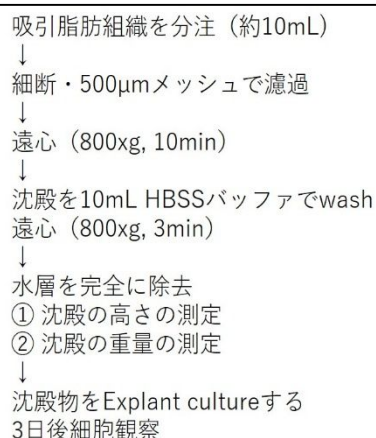 吸引脂肪組織を分注（約10mL）
↓
細断・500μmメッシュで濾過
↓
遠心（800xg, 10min）
↓
沈殿を10mL HBSSバッファでwash
遠心（800xg, 3min）
↓
水層を完全に除去
① 沈殿の高さの測定
② 沈殿の重量の測定
↓
沈殿物をExplant cultureする
3日後細胞観察